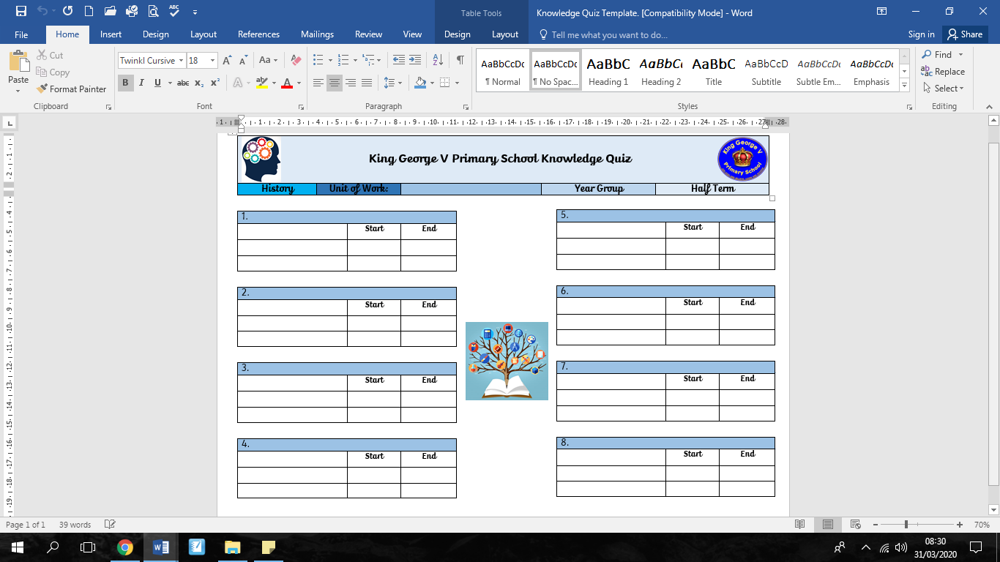 Table Tools
Knowledge Quiz Template. [Compatibility Mode] - Word
File Home Insert Design Layout References Mailings Review View Design Layout Tell me what you want to do... Sign in Share
Paste
Cut
Copy
Format Painter
Clipboard
Twinkl Cursive 18
Font
Paragraph
AaBbCcDc AaBbCcDc AaBbC AaBbCc AaBbC AaBbCcD AaBbCcDc AaBbCcDc
¶ Normal ¶ No Spac... Heading 1 Heading 2 Title Subtitle Subtle Em... Emphasis
Styles
Find
Replace
Select
Editing
King George V Primary School Knowledge Quiz
King George V
Primary School
History Unit of Work: Year Group Half Term
1.
Start End
2.
Start End
3.
Start End
4.
Start End
5.
Start End
6.
Start End
7.
Start End
8.
Start End
Page 1 of 1 39 words 70%
08:30
31/03/2020